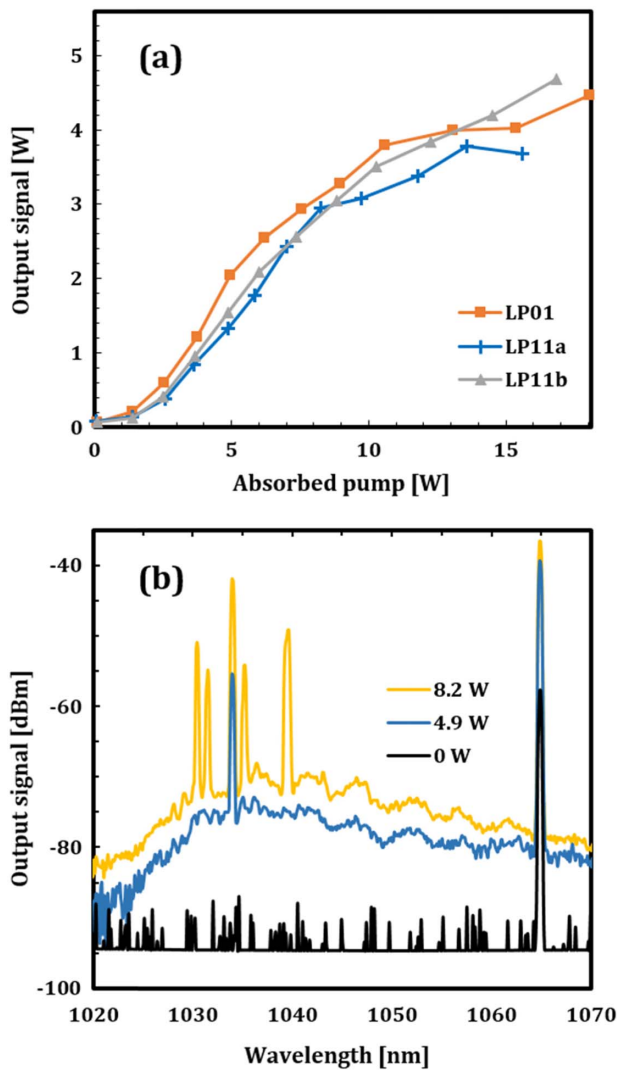 (a)
5
4
3
2
1
0
Output signal [W]
LP01
LP11a
LP11b
0 5 10 15
Absorbed pump [W]
(b)
-40
-60
-80
-100
Output signal [dBm]
8.2 W
4.9 W
0 W
1020 1030 1040 1050 1060 1070
Wavelength [nm]